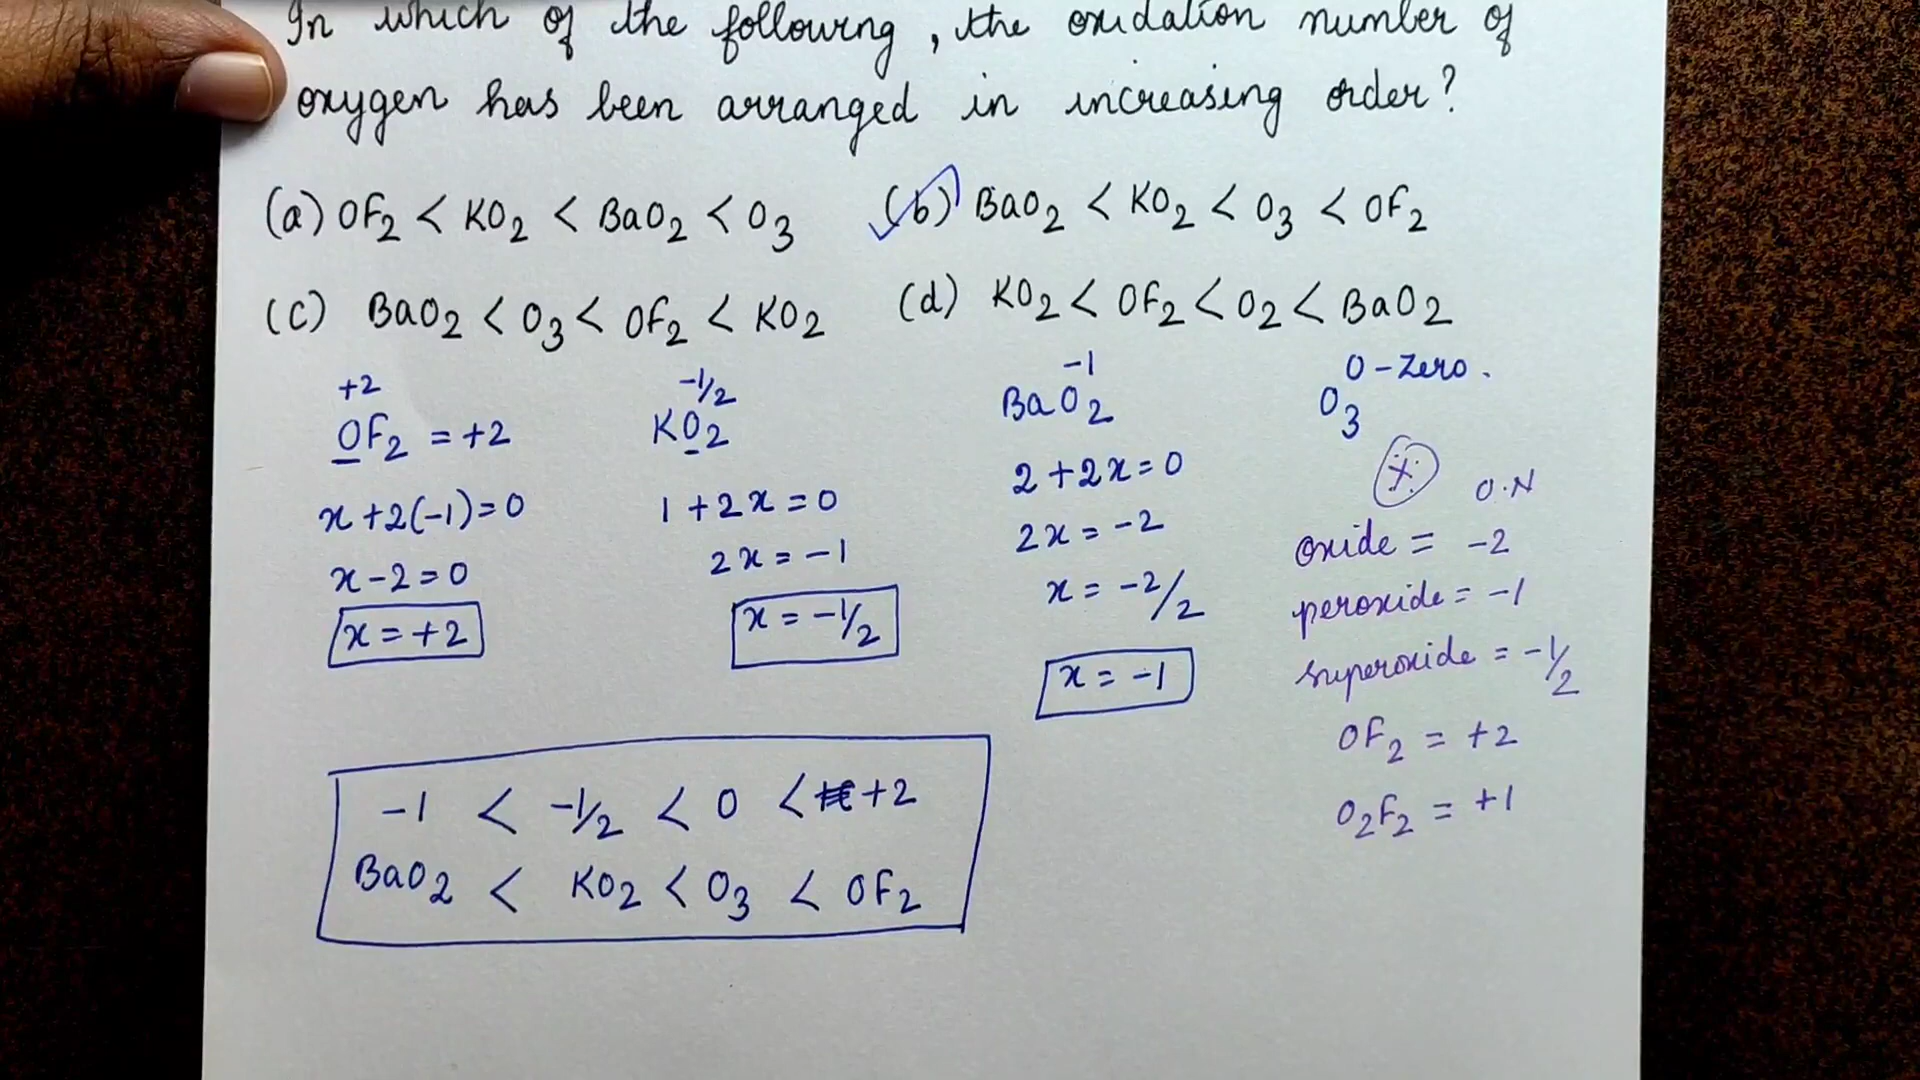 In which of the following, the oxidation number of
oxygen has been arranged in increasing order?
(a) OF2 < KO2 < BaO2 < O3
(b) BaO2 < KO2 < O3 < OF2
(c) BaO2 < O3 < OF2 < KO2
(d) KO2 < OF2 < O2 < BaO2
+2
OF2 = +2
x+2(-1)=0
x-2=0
x=+2
-1/2
KO2
1+2x=0
2x=-1
x=-1/2
-1
BaO2
2+2x=0
2x=-2
x=-2/2
x=-1
0-Zero.
O3
O.N
oxide = -2
peroxide = -1
superoxide = -1/2
OF2 = +2
O2F2 = +1
-1 < -1/2 < 0 < +2
BaO2 < KO2 < O3 < OF2